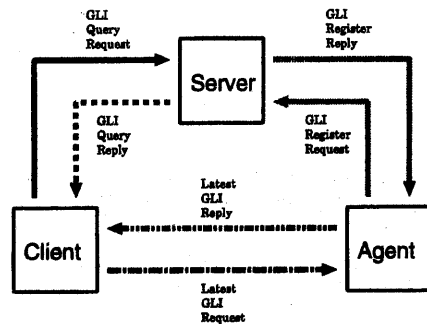 GLI
Query
Request
GLI
Register
Reply
Server
GLI
Query
Reply
GLI
Register
Request
Latest
GLI
Reply
Client
Agent
Latest
GLI
Request